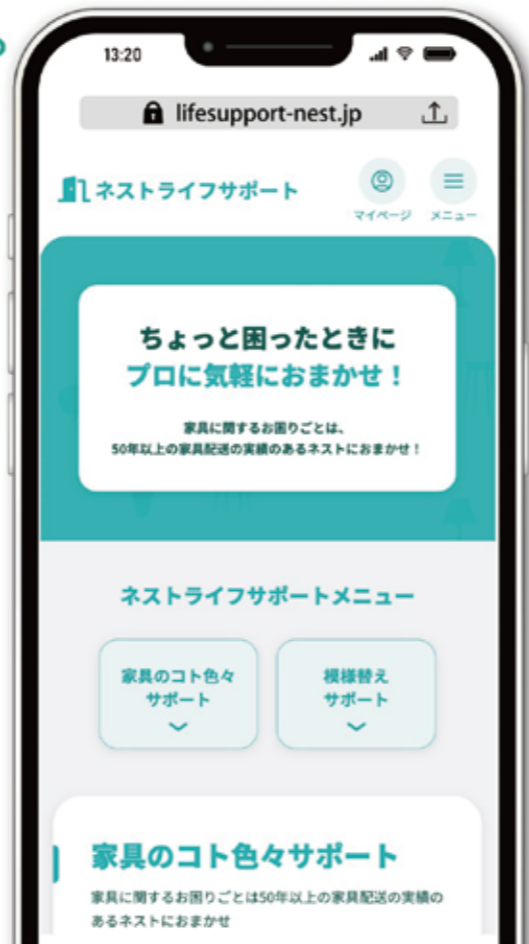 13:20
lifesupport-nest.jp
ネストライフサポート
マイページ
メニュー
ちょっと困ったときに
プロに気軽におまかせ！
家具に関するお困りごとは、
50年以上の家具配送の実績のあるネストにおまかせ！
ネストライフサポートメニュー
家具のコト色々
サポート
模様替え
サポート
家具のコト色々サポート
家具に関するお困りごとは50年以上の家具配送の実績の
あるネストにおまかせ